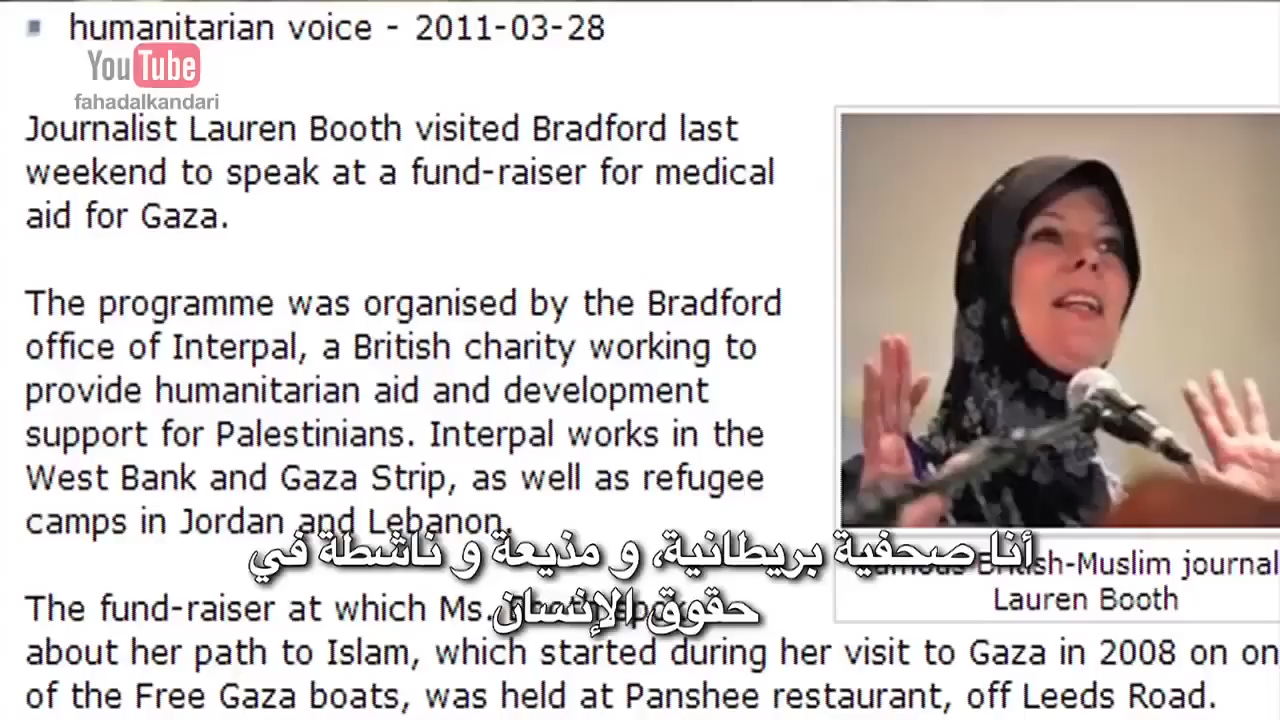 humanitarian voice - 2011-03-28
YouTube
fahadalkandari
Journalist Lauren Booth visited Bradford last
weekend to speak at a fund-raiser for medical
aid for Gaza.
The programme was organised by the Bradford
office of Interpal, a British charity working to
provide humanitarian aid and development
support for Palestinians. Interpal works in the
West Bank and Gaza Strip, as well as refugee
camps in Jordan and Lebanon.
The fund-raiser at which Ms.
about her path to Islam, which started during her visit to Gaza in 2008 on
of the Free Gaza boats, was held at Panshee restaurant, off Leeds Road.
British-Muslim
Lauren Booth
أنا صحفية بريطانية، و مذيعة و ناشطة في
حقوق الإنسان